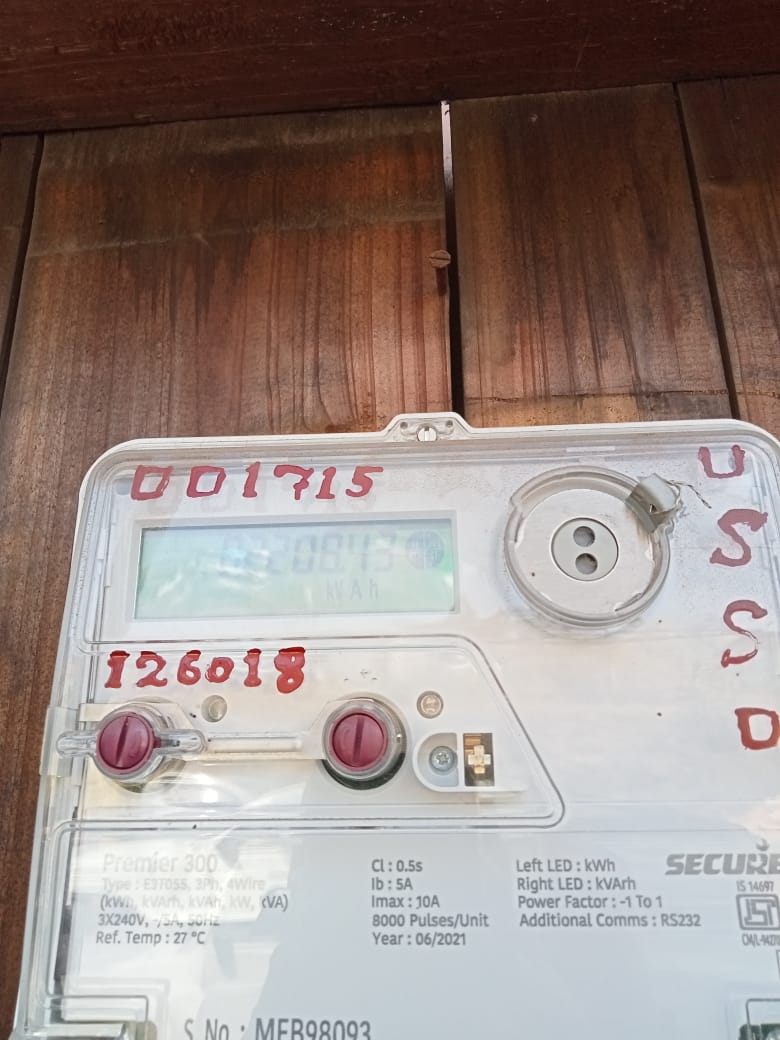 001715
U
S
S
D
kVAh
126018
Premier 300
Type : E3T055, 3Ph, 4Wire
(kWh, kVArh, kVAh, kW, kVA)
3X240V, -/5A, 50Hz
Ref. Temp : 27 °C
Cl : 0.5s
Ib : 5A
Imax : 10A
8000 Pulses/Unit
Year : 06/2021
Left LED : kWh
Right LED : kVArh
Power Factor : -1 To 1
Additional Comms : RS232
SECURE
IS 14697
S. No. : MFB98093